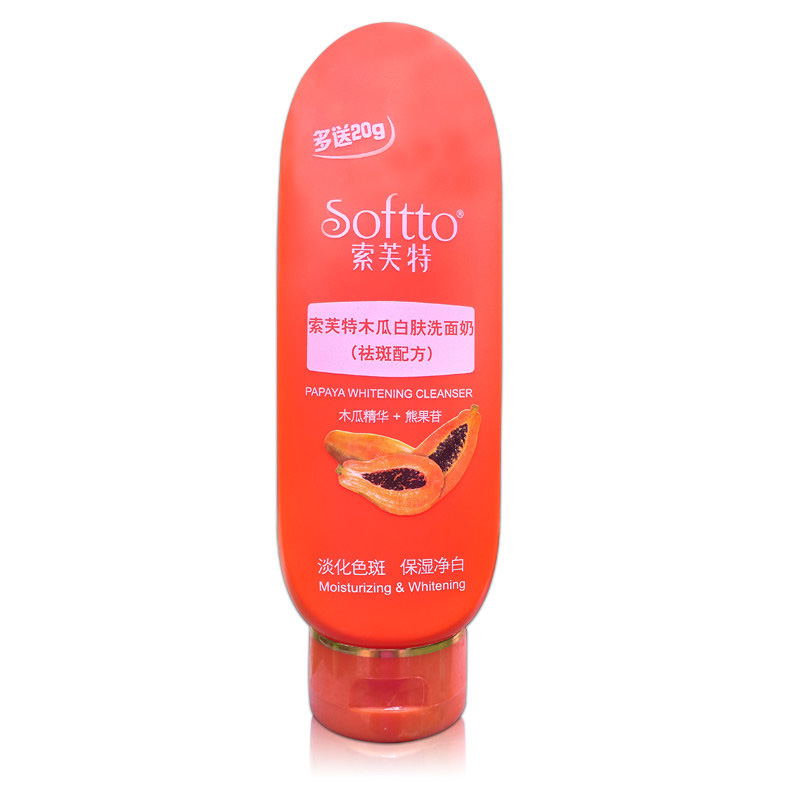 多送20g
Softto®
索芙特
索芙特木瓜白肤洗面奶
（祛斑配方）
PAPAYA WHITENING CLEANSER
木瓜精华 + 熊果苷
淡化色斑 保湿净白
Moisturizing & Whitening